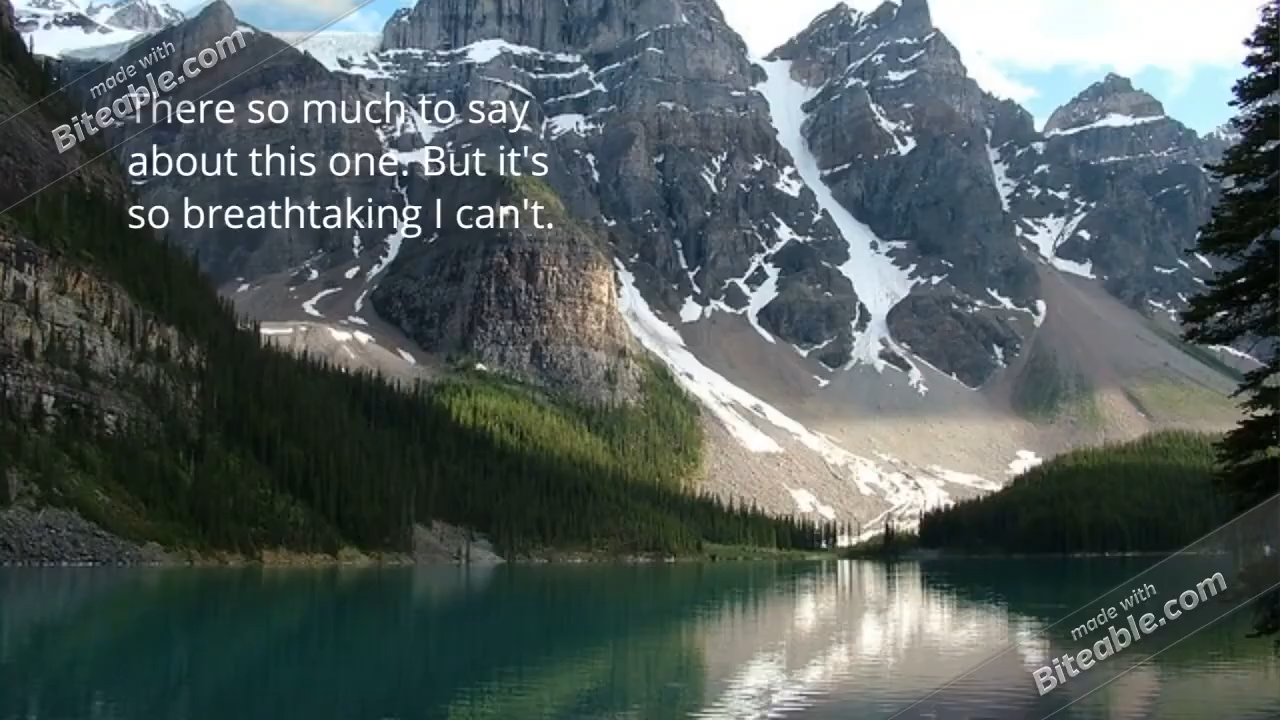 made with
Biteable.com
There so much to say
about this one. But it's
so breathtaking I can't.
made with
Biteable.com